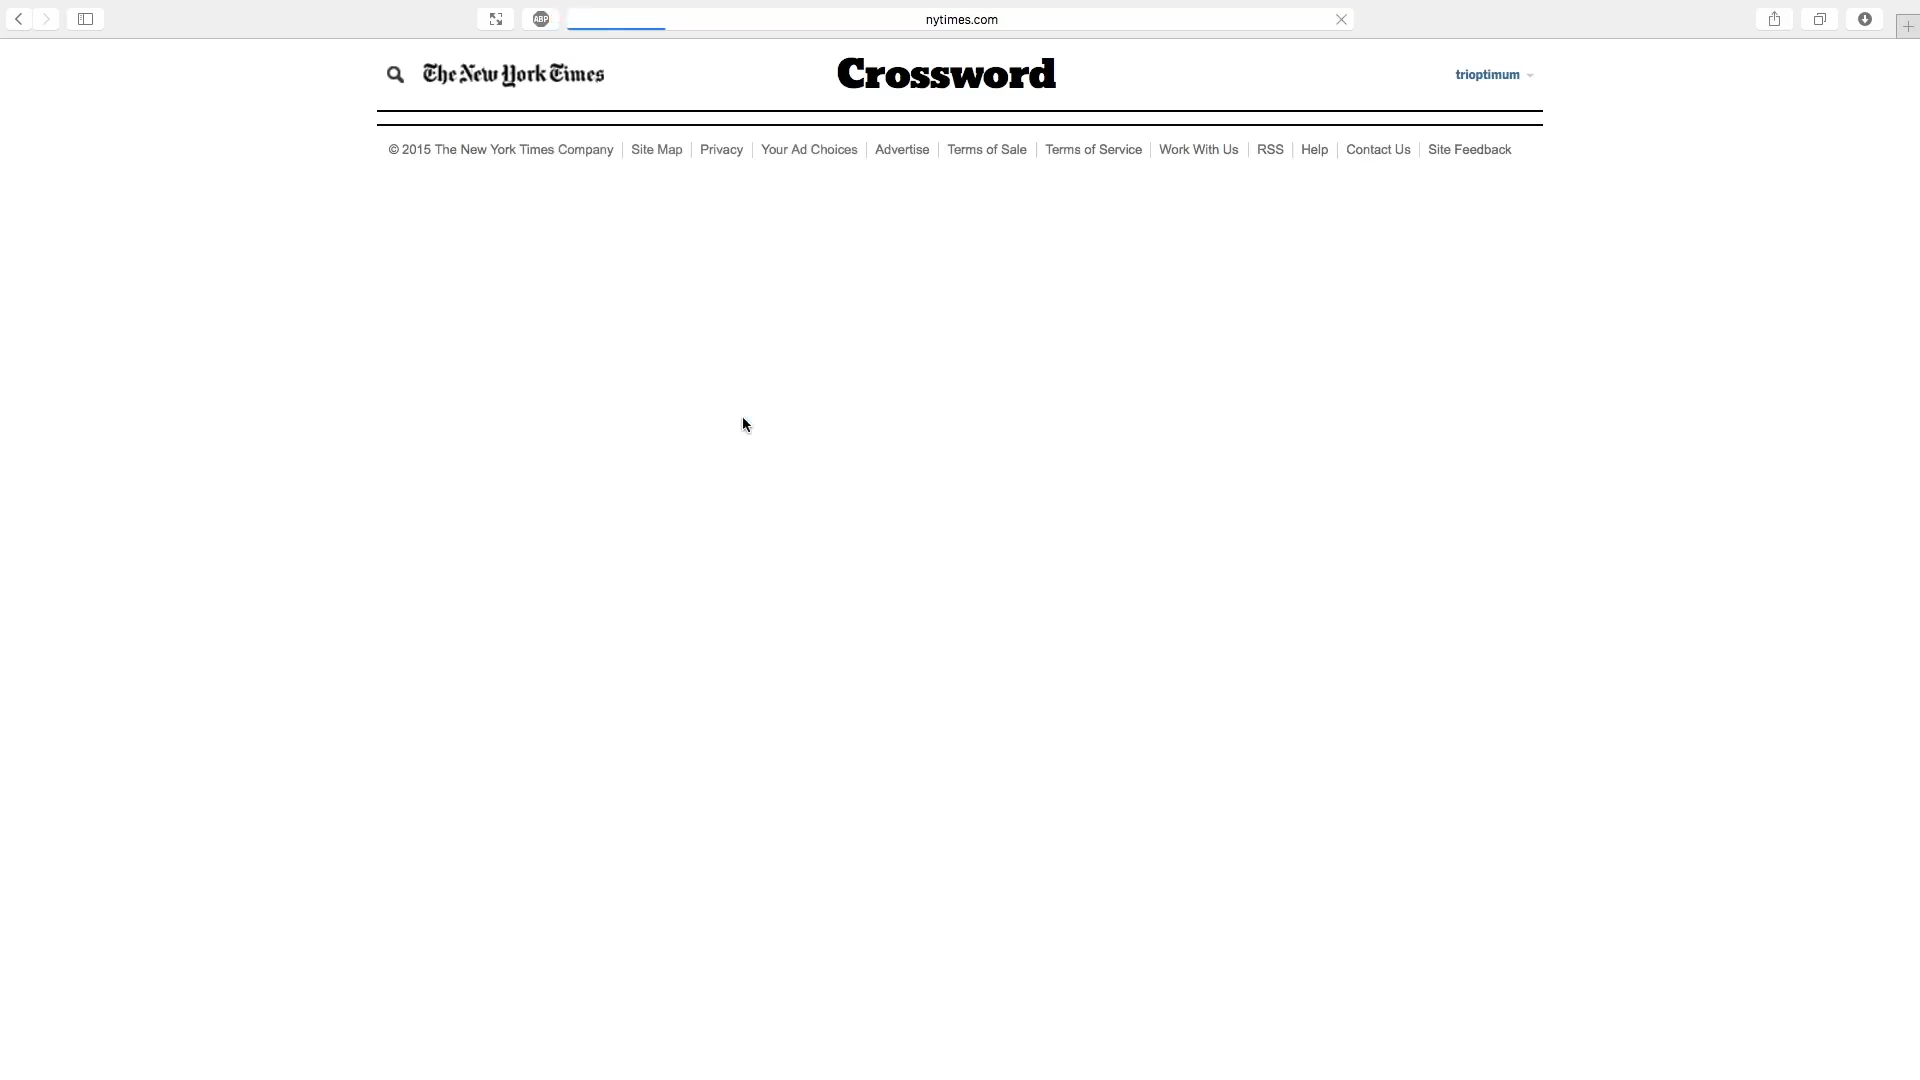 ABP
nytimes.com
The New York Times
Crossword
trioptimum
© 2015 The New York Times Company Site Map Privacy Your Ad Choices Advertise Terms of Sale Terms of Service Work With Us RSS Help Contact Us Site Feedback